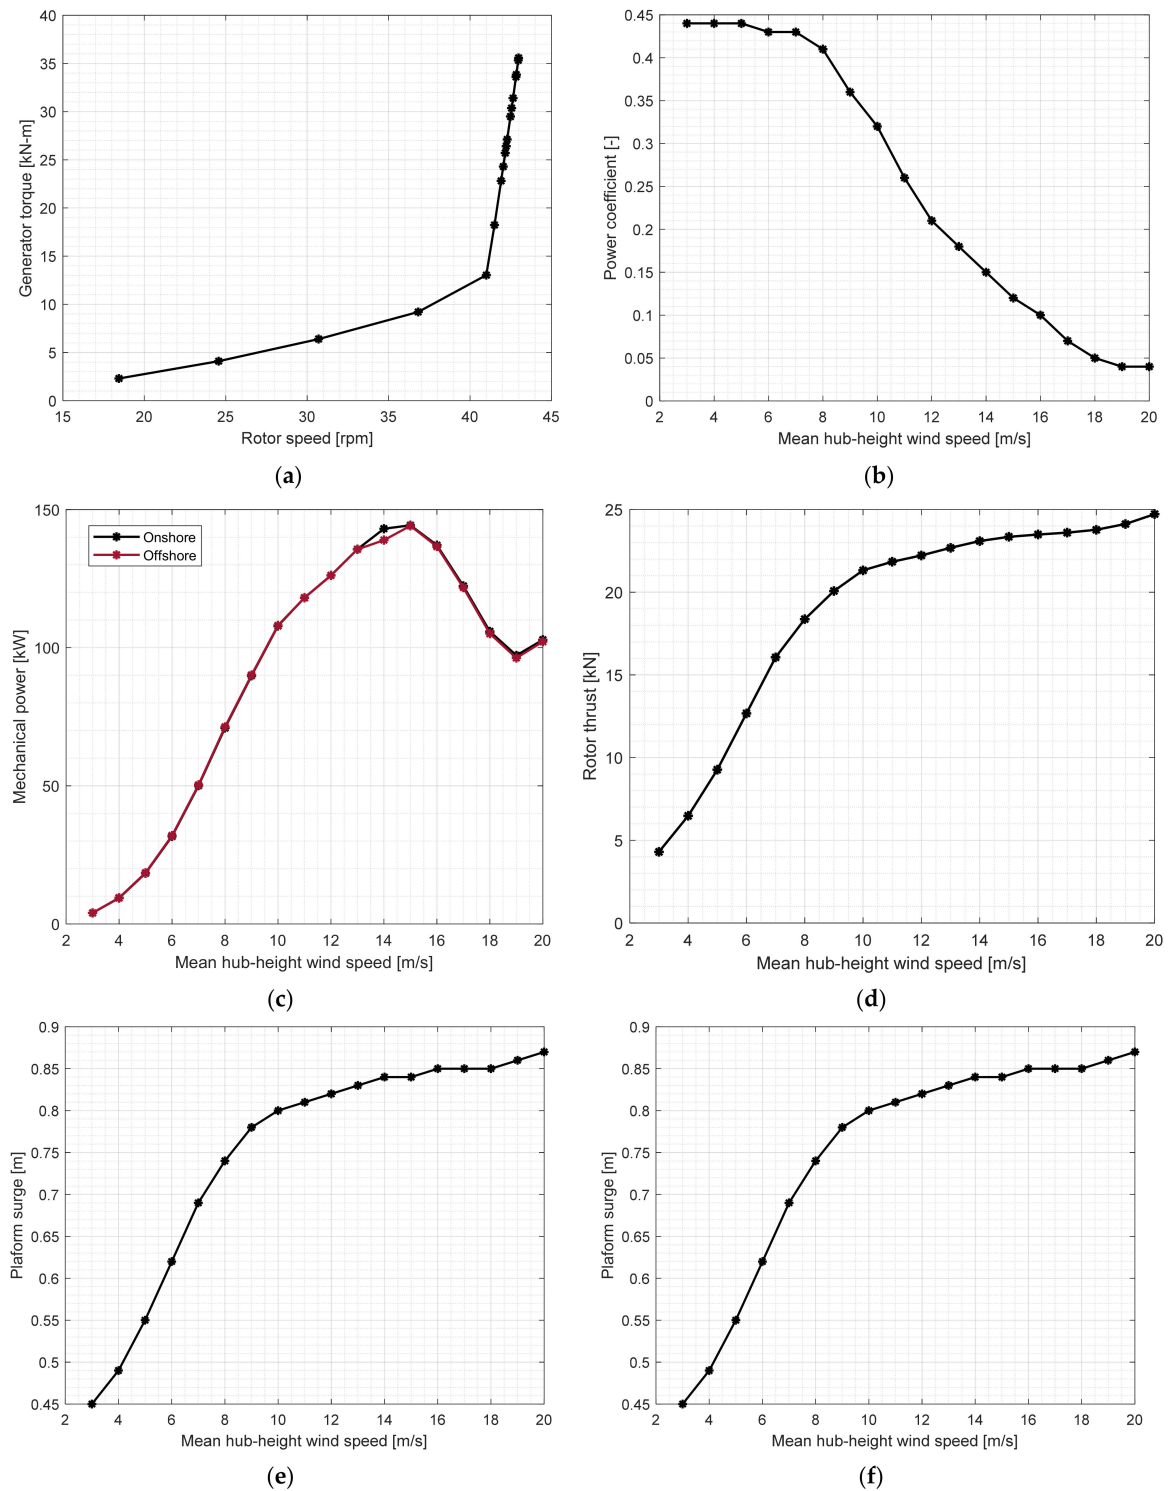 40
35
30
25
20
15
10
5
0
Generator torque [kN-m]
15 20 25 30 35 40 45
Rotor speed [rpm]
(a)
0.45
0.4
0.35
0.3
0.25
0.2
0.15
0.1
0.05
0
Power coefficient [-]
2 4 6 8 10 12 14 16 18 20
Mean hub-height wind speed [m/s]
(b)
150
100
50
0
Mechanical power [kW]
Onshore
Offshore
2 4 6 8 10 12 14 16 18 20
Mean hub-height wind speed [m/s]
(c)
25
20
15
10
5
0
Rotor thrust [kN]
2 4 6 8 10 12 14 16 18 20
Mean hub-height wind speed [m/s]
(d)
0.9
0.85
0.8
0.75
0.7
0.65
0.6
0.55
0.5
0.45
Plaform surge [m]
2 4 6 8 10 12 14 16 18 20
Mean hub-height wind speed [m/s]
(e)
0.9
0.85
0.8
0.75
0.7
0.65
0.6
0.55
0.5
0.45
Plaform surge [m]
2 4 6 8 10 12 14 16 18 20
Mean hub-height wind speed [m/s]
(f)